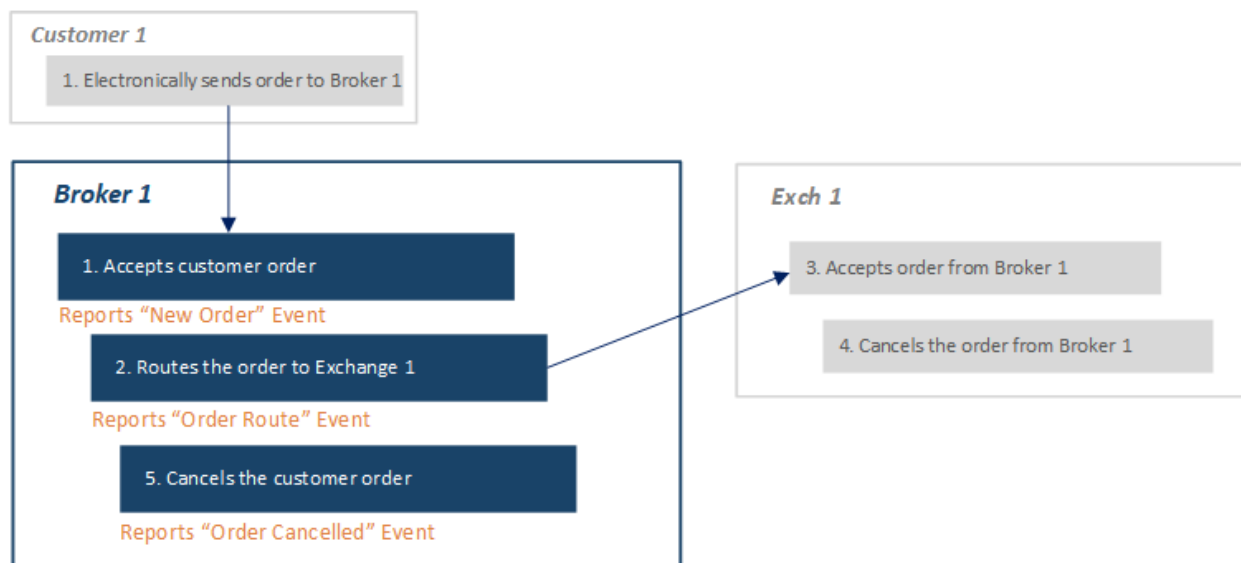 Customer 1
1. Electronically sends order to Broker 1
Broker 1
1. Accepts customer order
Reports “New Order” Event
2. Routes the order to Exchange 1
Reports “Order Route” Event
5. Cancels the customer order
Reports “Order Cancelled” Event
Exch 1
3. Accepts order from Broker 1
4. Cancels the order from Broker 1